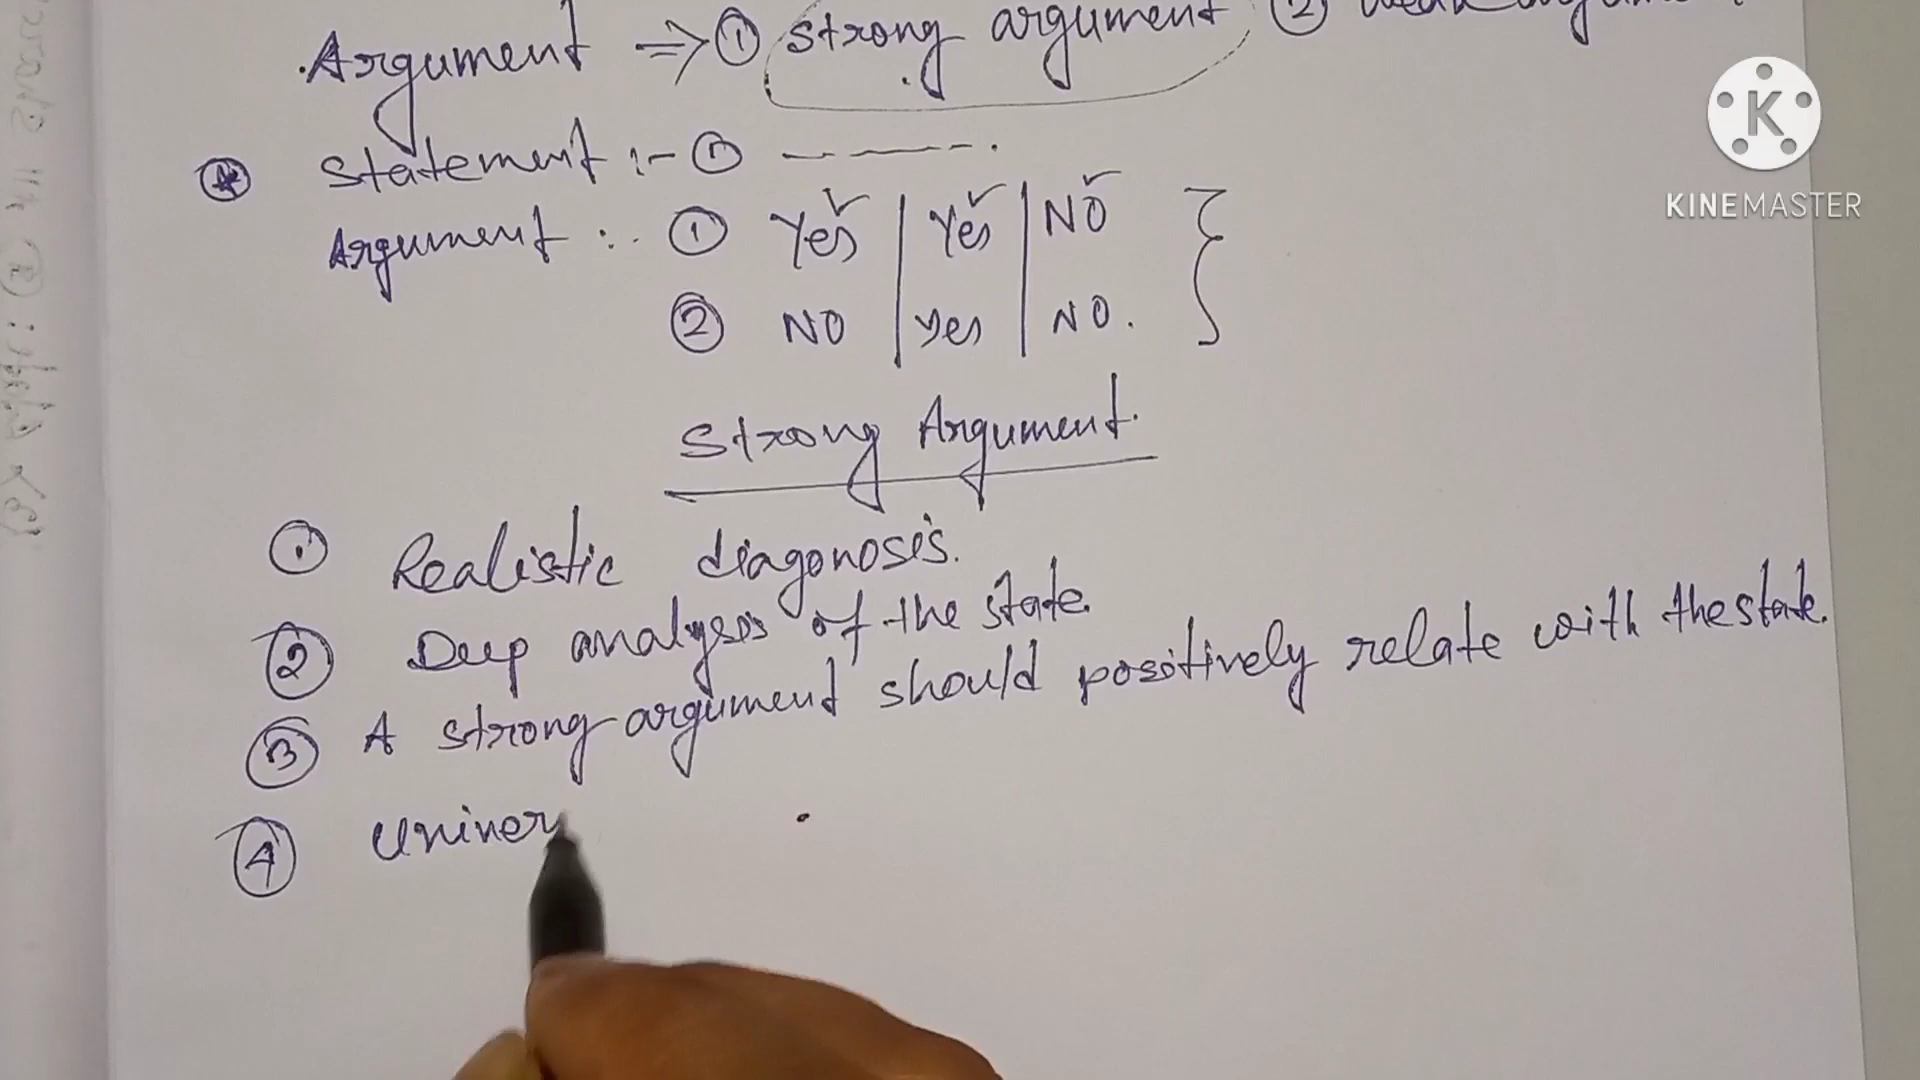 Argument ⇒ ① strong argument ②
Statement :- ① -------.
Argument :- ① Yes | Yes | NO
② NO | Yes | NO.
Strong Argument.
① Realistic diagonosis.
② Deep analysis of the state.
③ A strong argument should positively relate with the state.
④ Univer
K
KINEMASTER